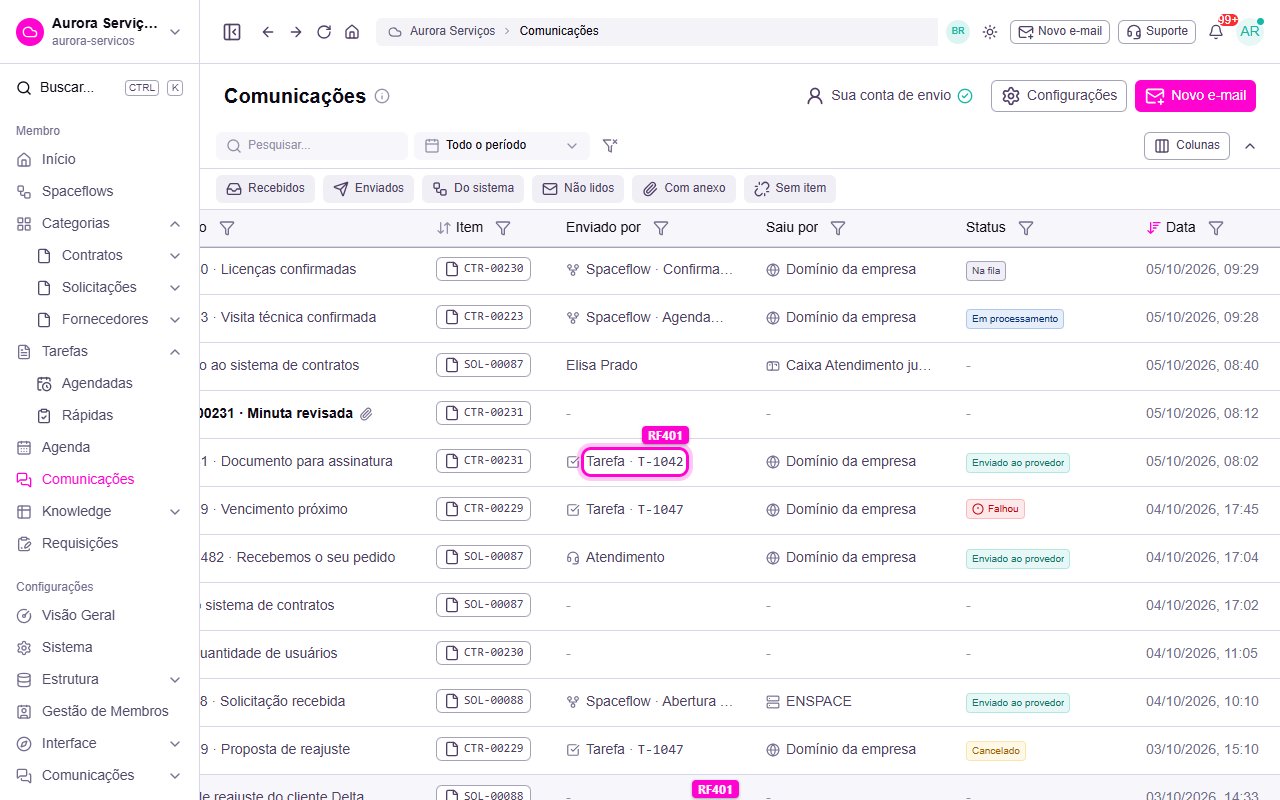 Aurora Serviç...
aurora-servicos
Aurora Serviços > Comunicações
BR
Novo e-mail
Suporte
99+
AR
Buscar...
CTRL K
Membro
Início
Spaceflows
Categorias
Contratos
Solicitações
Fornecedores
Tarefas
Agendadas
Rápidas
Agenda
Comunicações
Knowledge
Requisições
Configurações
Visão Geral
Sistema
Estrutura
Gestão de Membros
Interface
Comunicações
Comunicações
Sua conta de envio
Configurações
Novo e-mail
Pesquisar...
Todo o período
Colunas
Recebidos
Enviados
Do sistema
Não lidos
Com anexo
Sem item
o Item Enviado por Saiu por Status Data
0 · Licenças confirmadas CTR-00230 Spaceflow · Confirma... Domínio da empresa Na fila 05/10/2026, 09:29
3 · Visita técnica confirmada CTR-00223 Spaceflow · Agenda... Domínio da empresa Em processamento 05/10/2026, 09:28
o ao sistema de contratos SOL-00087 Elisa Prado Caixa Atendimento ju... - 05/10/2026, 08:40
00231 · Minuta revisada CTR-00231 - - - 05/10/2026, 08:12
RF401
1 · Documento para assinatura CTR-00231 Tarefa · T-1042 Domínio da empresa Enviado ao provedor 05/10/2026, 08:02
9 · Vencimento próximo CTR-00229 Tarefa · T-1047 Domínio da empresa Falhou 04/10/2026, 17:45
482 · Recebemos o seu pedido SOL-00087 Atendimento Domínio da empresa Enviado ao provedor 04/10/2026, 17:04
sistema de contratos SOL-00087 - - - 04/10/2026, 17:02
uantidade de usuários CTR-00230 - - - 04/10/2026, 11:05
8 · Solicitação recebida SOL-00088 Spaceflow · Abertura ... ENSPACE Enviado ao provedor 04/10/2026, 10:10
9 · Proposta de reajuste CTR-00229 Tarefa · T-1047 Domínio da empresa Cancelado 03/10/2026, 15:10
RF401
de reajuste do cliente Delta SOL-00088 - - - 03/10/2026, 14:33